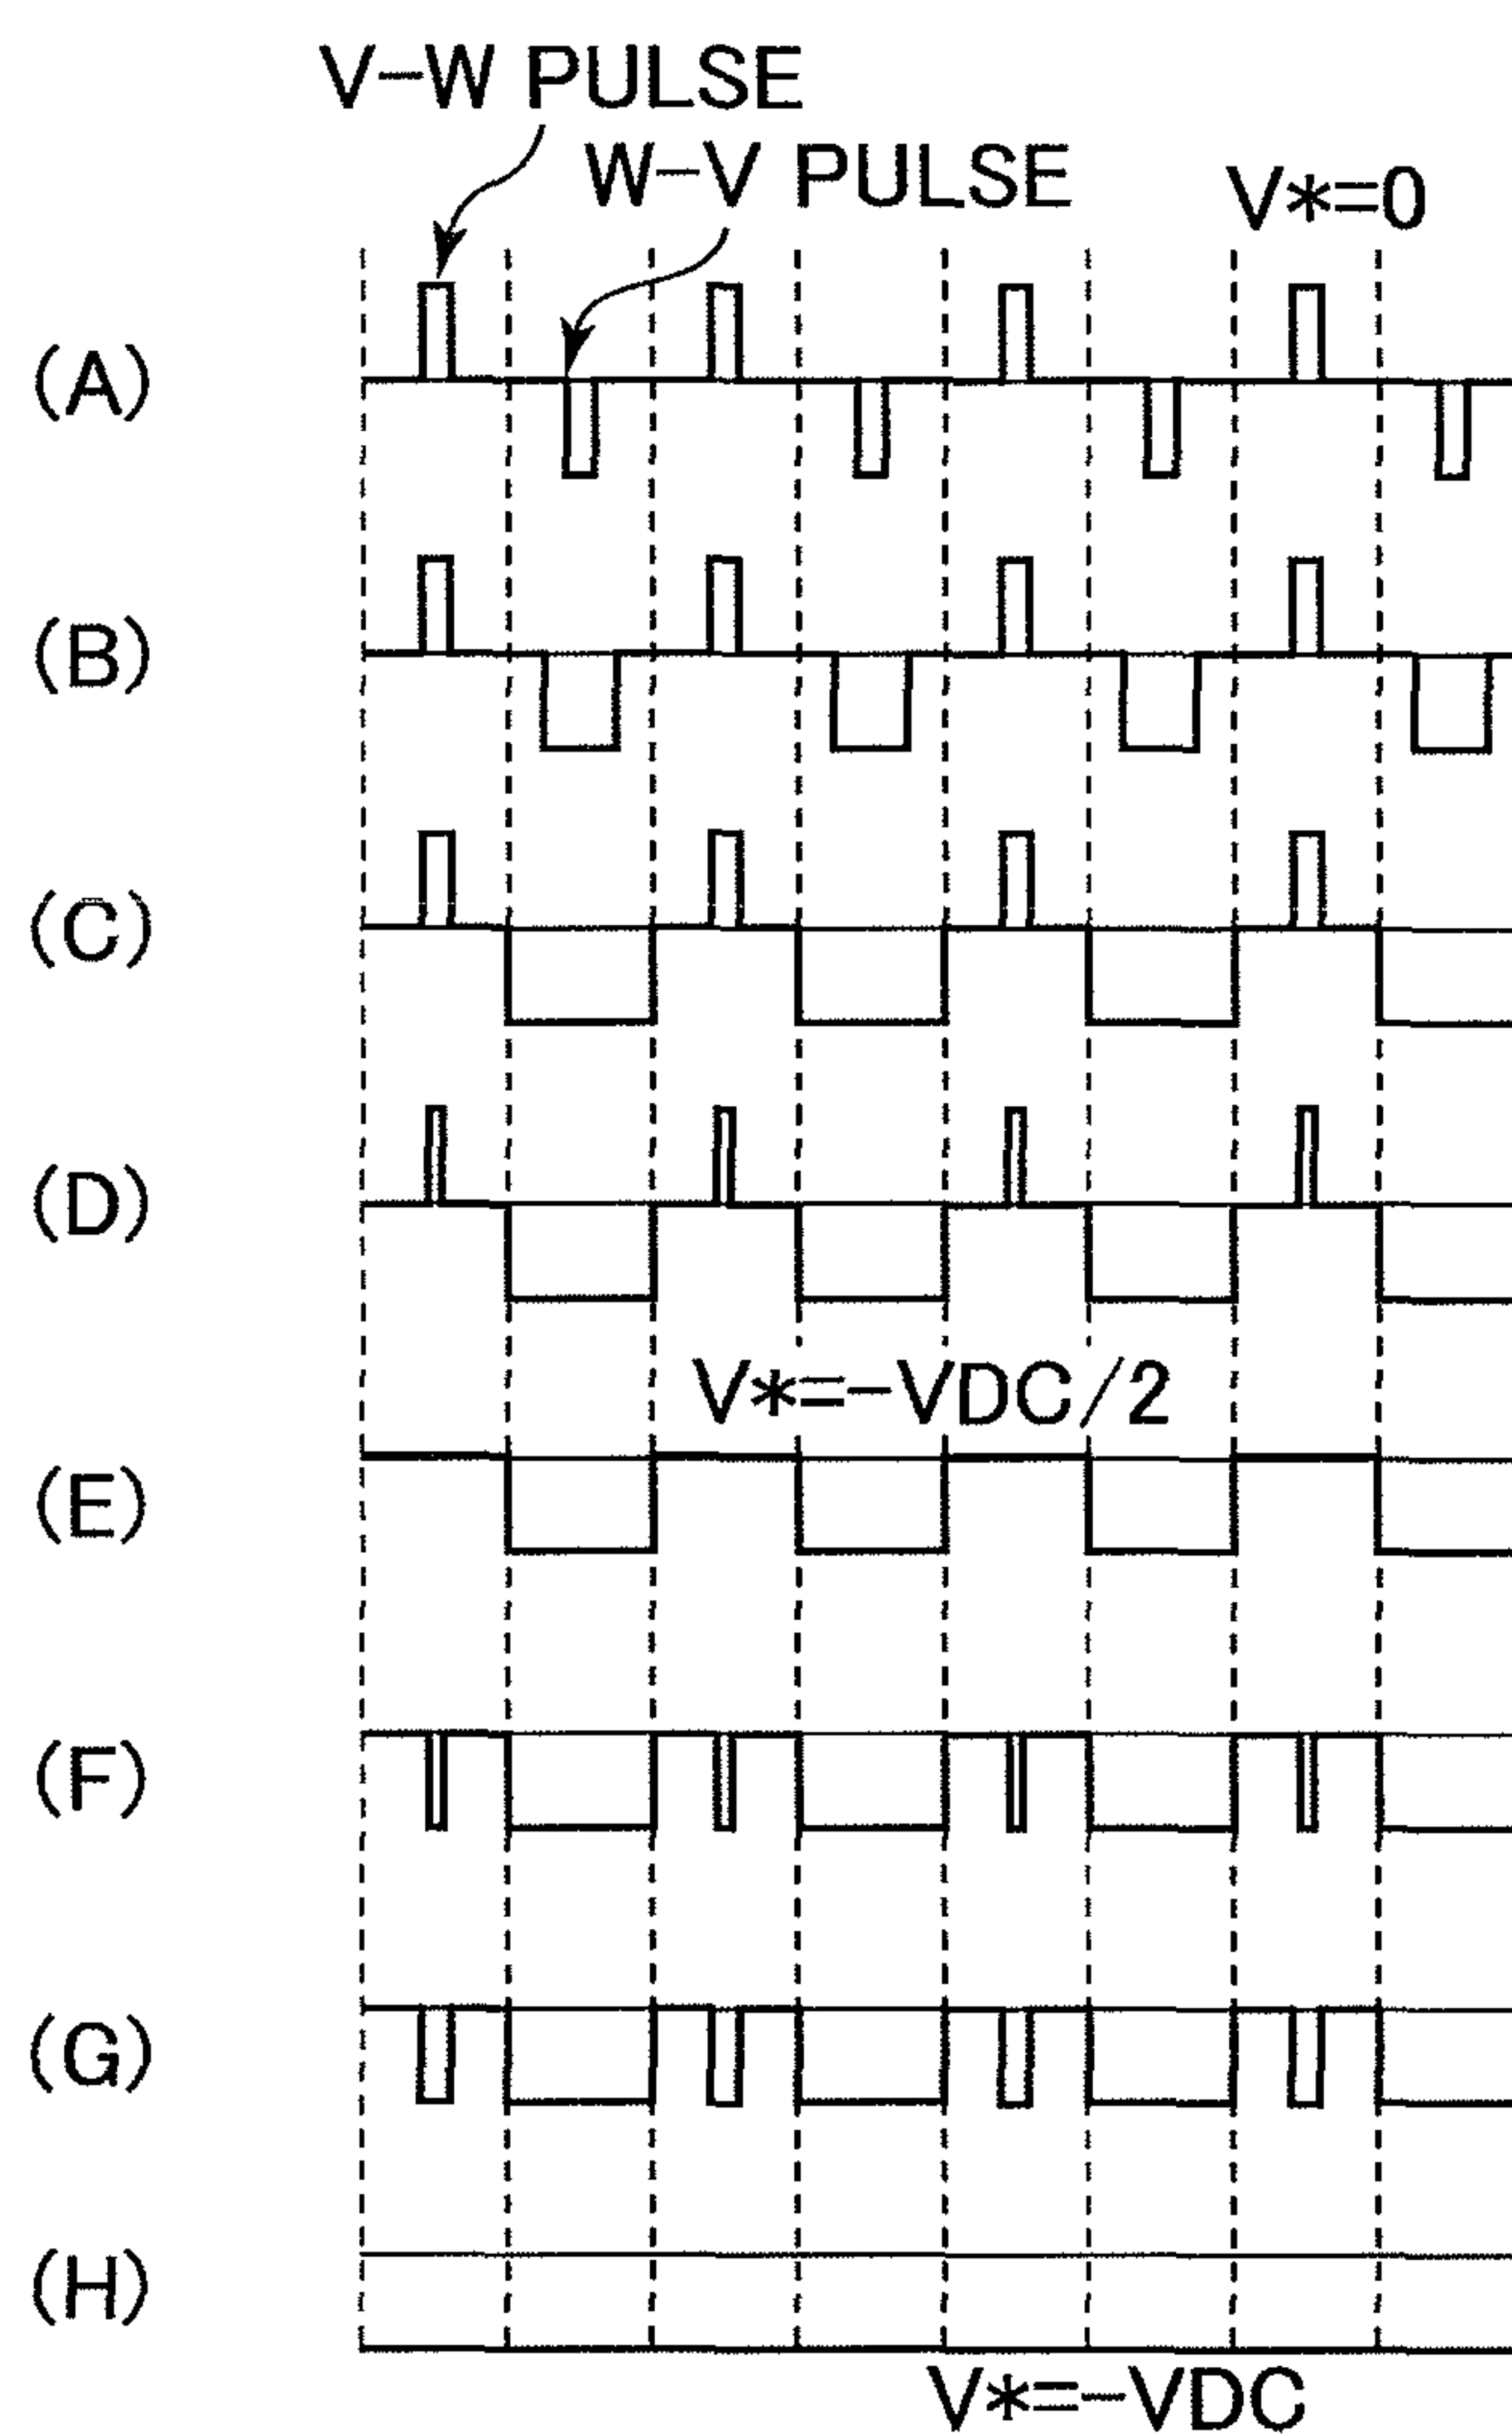 V-W PULSE
W-V PULSE
V*=0
(A)
(B)
(C)
(D)
V*=-VDC/2
(E)
(F)
(G)
(H)
V*=-VDC